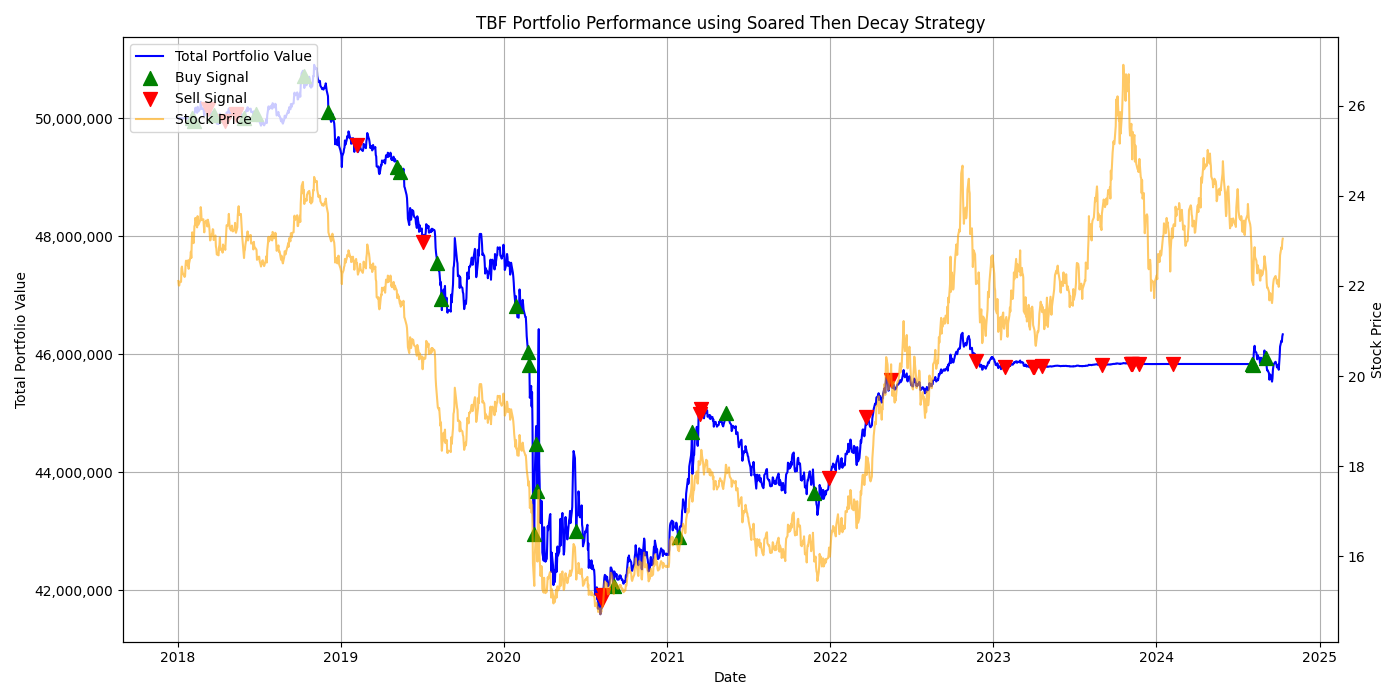 TBF Portfolio Performance using Soared Then Decay Strategy
Total Portfolio Value
Buy Signal
Sell Signal
Stock Price
50,000,000
48,000,000
46,000,000
44,000,000
42,000,000
Total Portfolio Value
26
24
22
20
18
16
Stock Price
2018
2019
2020
2021
2022
2023
2024
2025
Date